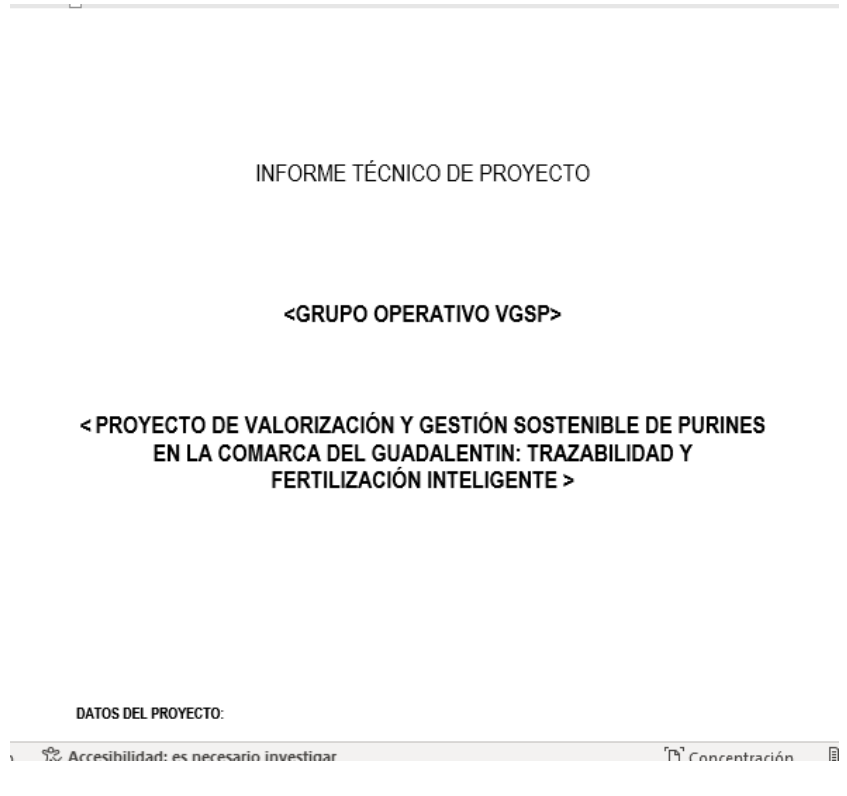 INFORME TÉCNICO DE PROYECTO
<GRUPO OPERATIVO VGSP>
< PROYECTO DE VALORIZACIÓN Y GESTIÓN SOSTENIBLE DE PURINES
EN LA COMARCA DEL GUADALENTIN: TRAZABILIDAD Y
FERTILIZACIÓN INTELIGENTE >
DATOS DEL PROYECTO:
Accesibilidad: es necesario investigar Concentración